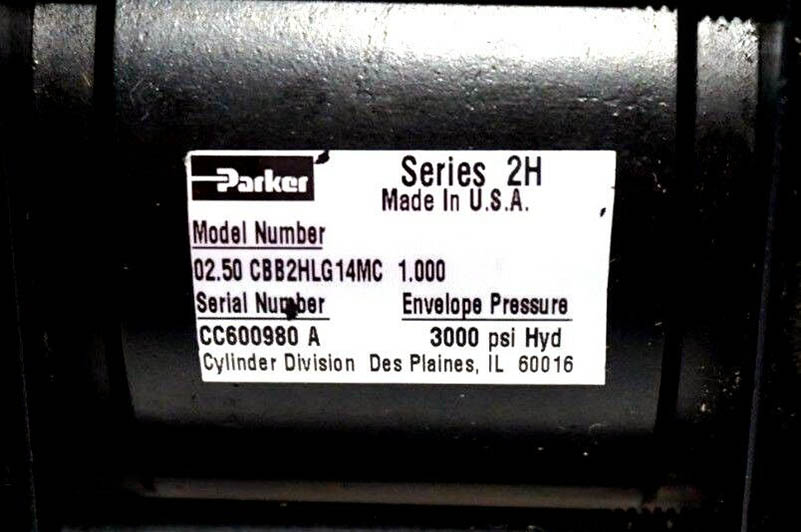 Parker
Series 2H
Made In U.S.A.
Model Number
02.50 CBB2HLG14MC 1.000
Serial Number Envelope Pressure
CC600980 A 3000 psi Hyd
Cylinder Division Des Plaines, IL 60016